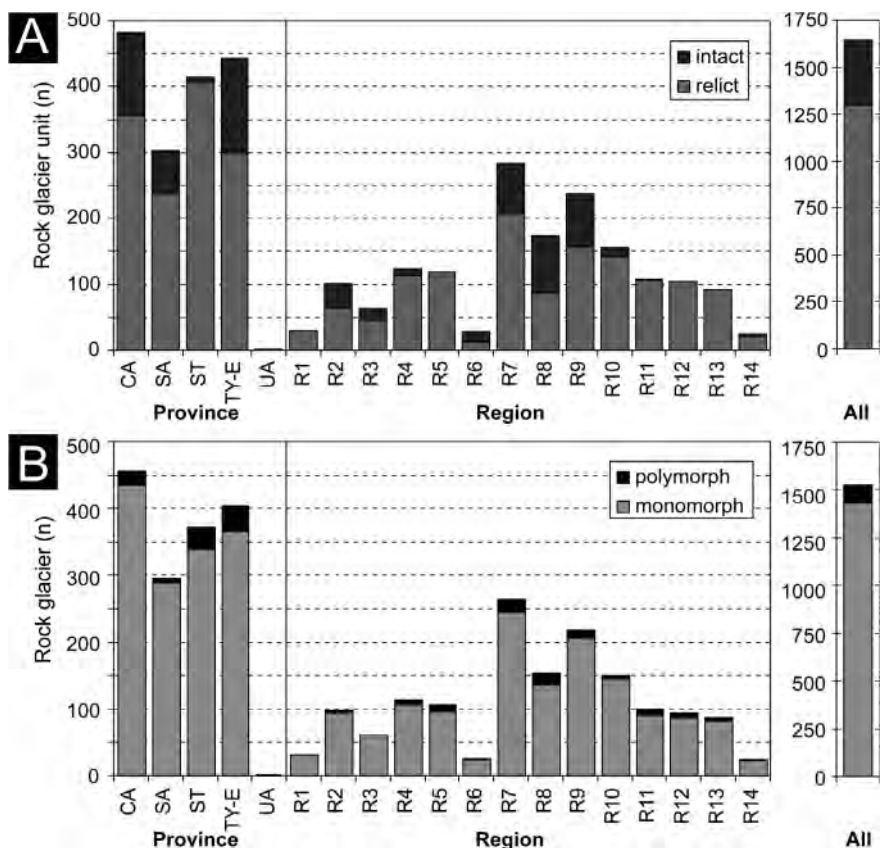 A
Rock glacier unit (n)
500
400
300
200
100
0
intact
relict
1750
1500
1250
1000
750
500
250
0
CA
SA
ST
TY-E
UA
R1
R2
R3
R4
R5
R6
R7
R8
R9
R10
R11
R12
R13
R14
Province
Region
All
B
Rock glacier (n)
500
400
300
200
100
0
polymorph
monomorph
1750
1500
1250
1000
750
500
250
0
CA
SA
ST
TY-E
UA
R1
R2
R3
R4
R5
R6
R7
R8
R9
R10
R11
R12
R13
R14
Province
Region
All